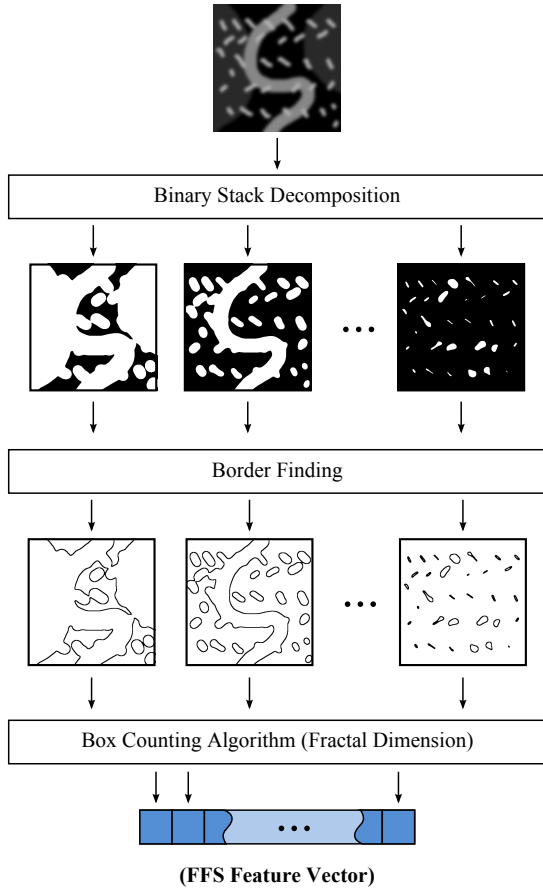 Binary Stack Decomposition
Border Finding
Box Counting Algorithm (Fractal Dimension)
(FFS Feature Vector)